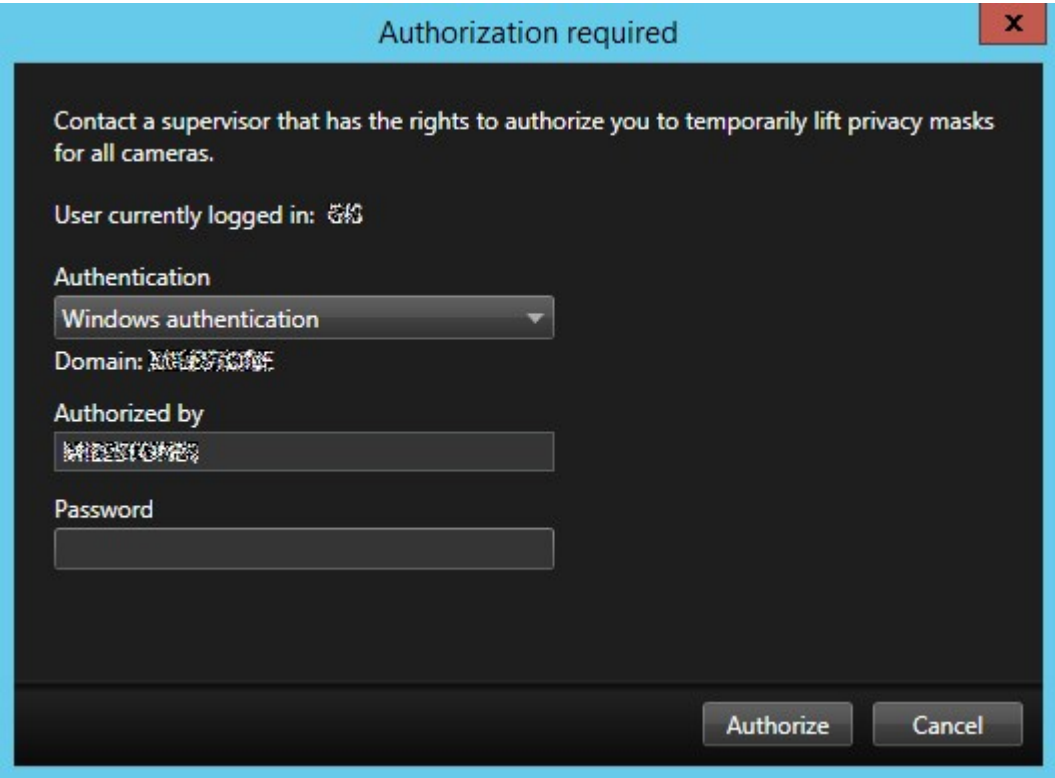 Authorization required
x
Contact a supervisor that has the rights to authorize you to temporarily lift privacy masks
for all cameras.
User currently logged in:
Authentication
Windows authentication
Domain:
Authorized by
Password
Authorize
Cancel